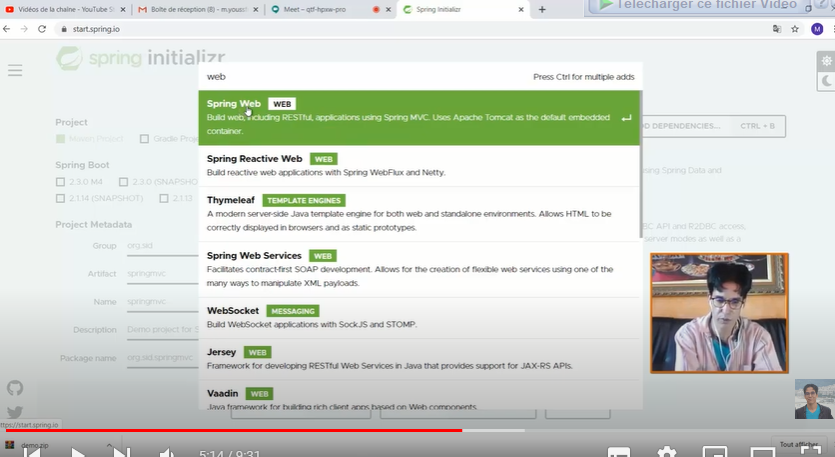 Vidéos de la chaîne - YouTube S
Boîte de réception (8) - m.youss
Meet – qtf-hpsw-pro
Spring Initializr
Télécharger ce fichier Vidéo
start.spring.io
M
spring initializr
web
Press Ctrl for multiple adds
Spring Web WEB
Build web, including RESTful, applications using Spring MVC. Uses Apache Tomcat as the default embedded
container.
Spring Reactive Web WEB
Build reactive web applications with Spring WebFlux and Netty.
Thymeleaf TEMPLATE ENGINES
A modern server-side Java template engine for both web and standalone environments. Allows HTML to be
correctly displayed in browsers and as static prototypes.
Spring Web Services WEB
Facilitates contract-first SOAP development. Allows for the creation of flexible web services using one of the
many ways to manipulate XML payloads.
WebSocket MESSAGING
Build WebSocket applications with SockJS and STOMP.
Jersey WEB
Framework for developing RESTful Web Services in Java that provides support for JAX-RS APIs.
Vaadin WEB
Java framework for building rich client apps based on Web components.
Project
Maven Project
Gradle Proje
Spring Boot
2.3.0 M4
2.3.0 (SNAPSHO
2.1.14 (SNAPSHOT)
2.1.13
Project Metadata
Group org.sid
Artifact springmvc
Name springmvc
Description Demo project for S
Package name org.sid.springmvc
D DEPENDENCIES... CTRL + B
sing Spring Data and
BC API and R2DBC access,
server modes as well as a
ttps://start.spring.io
demo.zip
Tout afficher
5:14 / 9:31